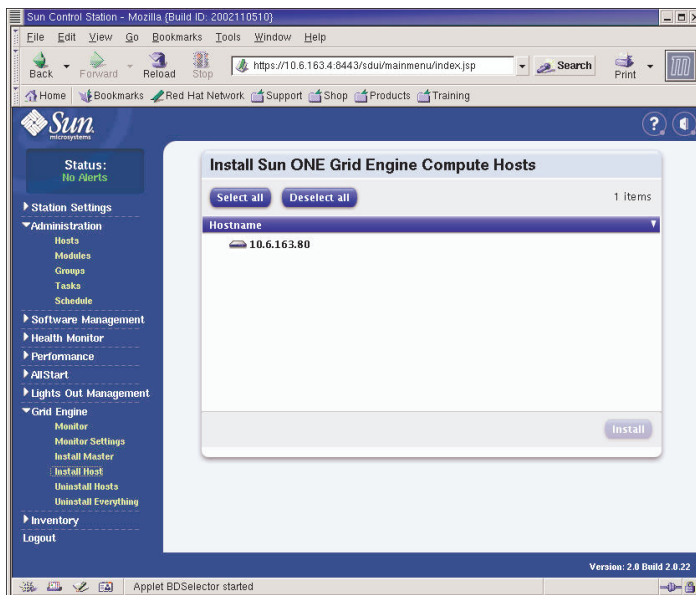 Sun Control Station - Mozilla {Build ID: 2002110510}
File Edit View Go Bookmarks Tools Window Help
Back Forward Reload Stop https://10.6.163.4:8443/sdui/mainmenu/index.jsp Search Print
Home Bookmarks Red Hat Network Support Shop Products Training
Sun
microsystems
Status:
No Alerts
Station Settings
Administration
Hosts
Modules
Groups
Tasks
Schedule
Software Management
Health Monitor
Performance
AllStart
Lights Out Management
Grid Engine
Monitor
Monitor Settings
Install Master
Install Host
Uninstall Hosts
Uninstall Everything
Inventory
Logout
Install Sun ONE Grid Engine Compute Hosts
Select all Deselect all 1 items
Hostname
10.6.163.80
Install
Version: 2.0 Build 2.0.22
Applet BDSelector started